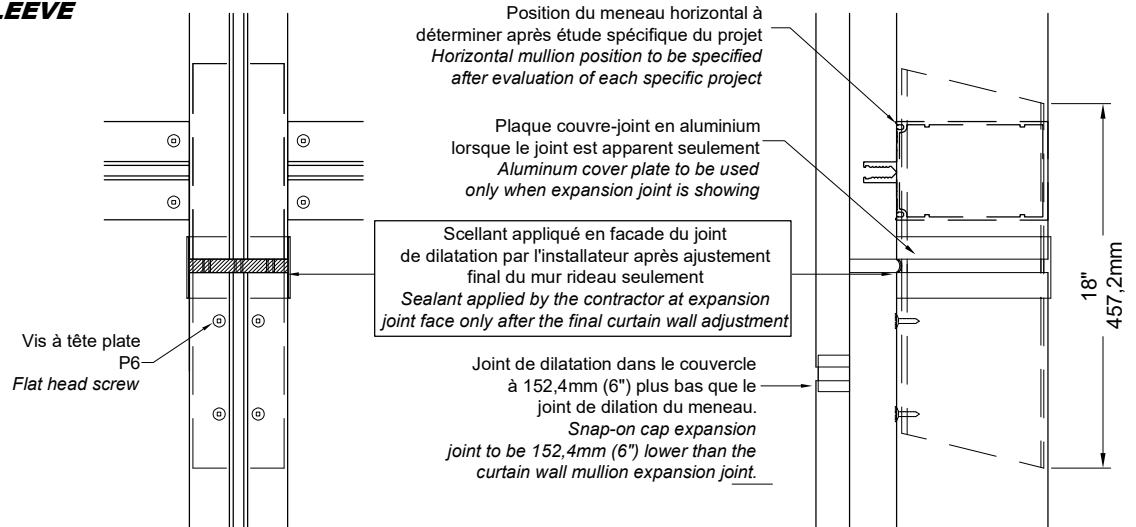 LEEVE
Position du meneau horizontal à
déterminer après étude spécifique du projet
Horizontal mullion position to be specified
after evaluation of each specific project
Plaque couvre-joint en aluminium
lorsque le joint est apparent seulement
Aluminum cover plate to be used
only when expansion joint is showing
Scellant appliqué en facade du joint
de dilatation par l'installateur après ajustement
final du mur rideau seulement
Sealant applied by the contractor at expansion
joint face only after the final curtain wall adjustment
Vis à tête plate
P6
Flat head screw
Joint de dilatation dans le couvercle
à 152,4mm (6") plus bas que le
joint de dilation du meneau.
Snap-on cap expansion
joint to be 152,4mm (6") lower than the
curtain wall mullion expansion joint.
18"
457,2mm